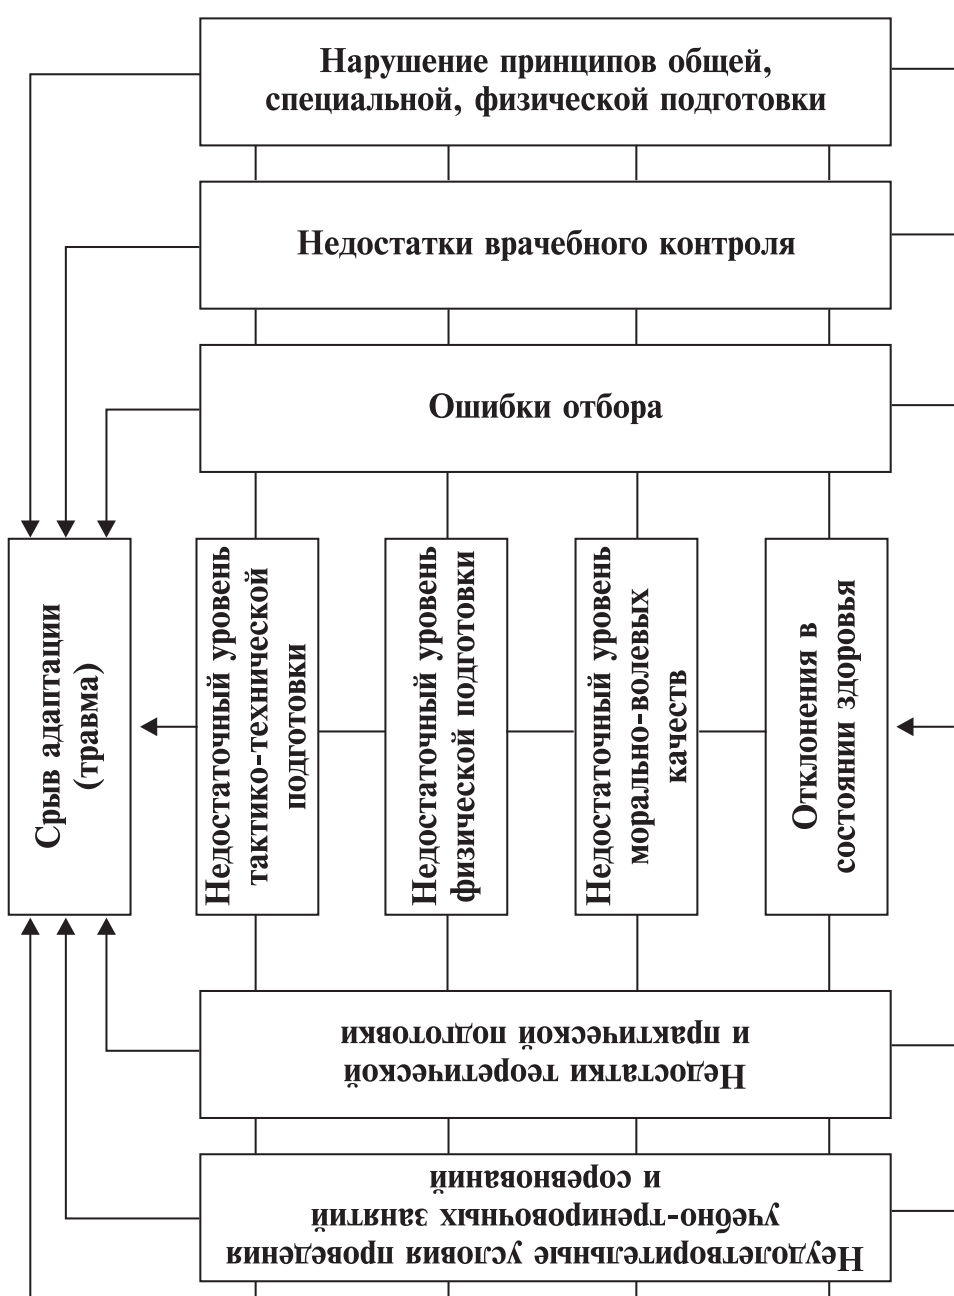 Нарушение принципов общей,
специальной, физической подготовки
Недостатки врачебного контроля
Ошибки отбора
Срыв адаптации
(травма)
Недостаточный уровень
тактико-технической
подготовки
Недостаточный уровень
физической подготовки
Недостаточный уровень
морально-волевых
качеств
Отклонения в
состоянии здоровья
Недостатки теоретической
и практической подготовки
Неудолетворительные условия проведения
учебно-тренировочных занятий
и соревнований